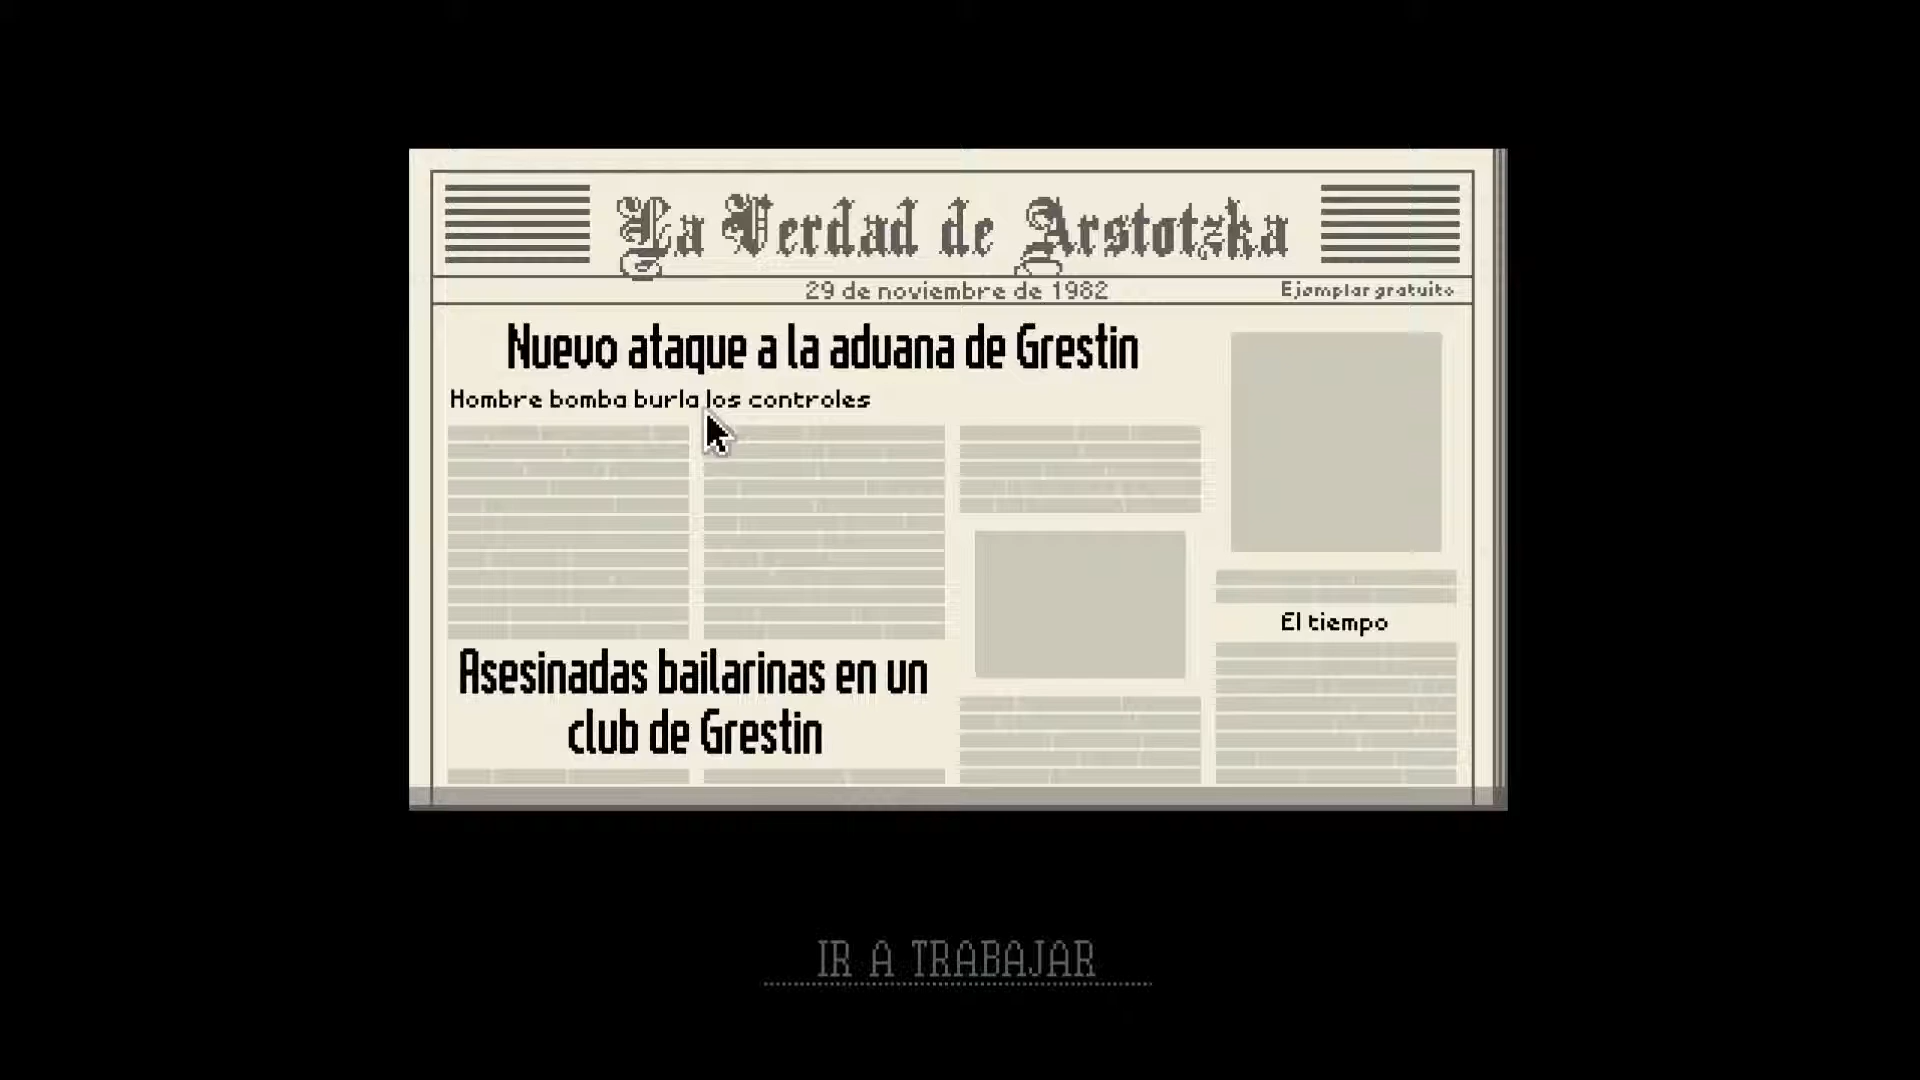 La Verdad de Arstotzka
29 de noviembre de 1982
Ejemplar gratuito
Nuevo ataque a la aduana de Grestin
Hombre bomba burla los controles
El tiempo
Asesinadas bailarinas en un
club de Grestin
IR A TRABAJAR